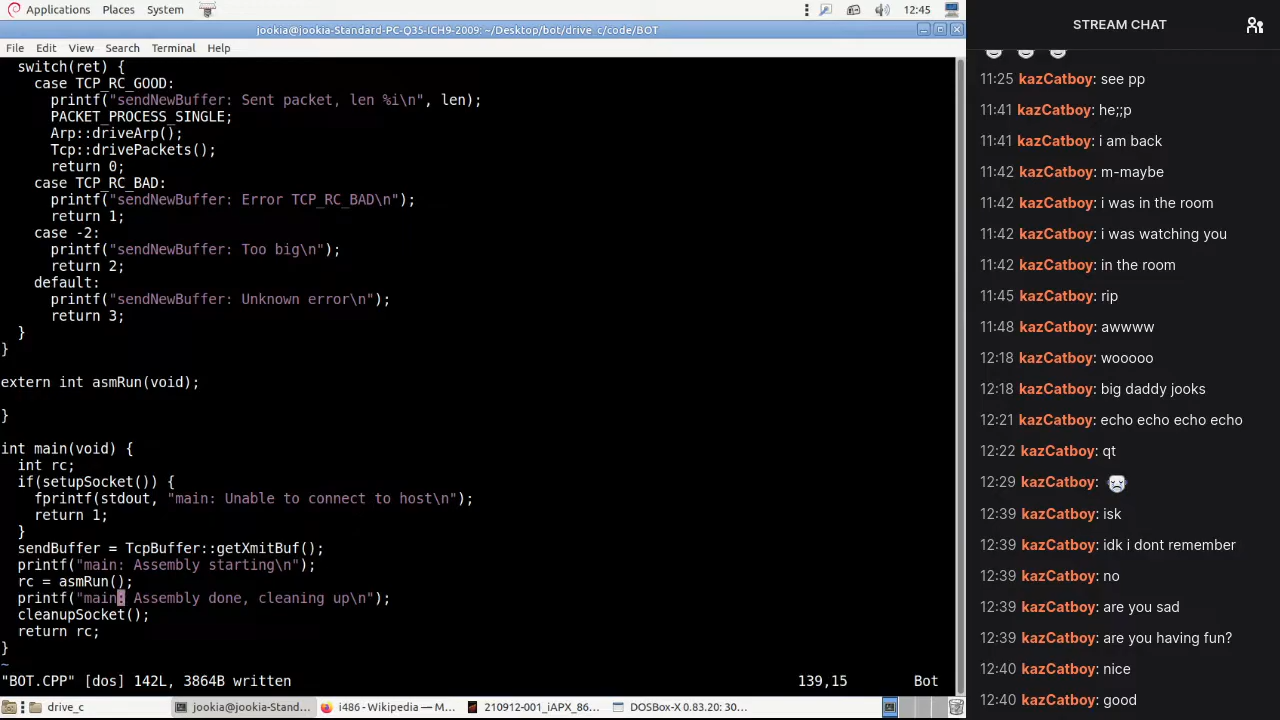 Applications Places System 12:45
jookia@jookia-Standard-PC-Q35-ICH9-2009: ~/Desktop/bot/drive_c/code/BOT
File Edit View Search Terminal Help
  switch(ret) {
    case TCP_RC_GOOD:
      printf("sendNewBuffer: Sent packet, len %i\n", len);
      PACKET_PROCESS_SINGLE;
      Arp::driveArp();
      Tcp::drivePackets();
      return 0;
    case TCP_RC_BAD:
      printf("sendNewBuffer: Error TCP_RC_BAD\n");
      return 1;
    case -2:
      printf("sendNewBuffer: Too big\n");
      return 2;
    default:
      printf("sendNewBuffer: Unknown error\n");
      return 3;
  }
}
extern int asmRun(void);
}
int main(void) {
  int rc;
  if(setupSocket()) {
    fprintf(stdout, "main: Unable to connect to host\n");
    return 1;
  }
  sendBuffer = TcpBuffer::getXmitBuf();
  printf("main: Assembly starting\n");
  rc = asmRun();
  printf("main: Assembly done, cleaning up\n");
  cleanupSocket();
  return rc;
}
~
"BOT.CPP" [dos] 142L, 3864B written 139,15 Bot
drive_c jookia@jookia-Stand... i486 - Wikipedia — M... 210912-001_iAPX_86... DOSBox-X 0.83.20: 30...
STREAM CHAT
11:25 kazCatboy: see pp
11:41 kazCatboy: he;;p
11:41 kazCatboy: i am back
11:42 kazCatboy: m-maybe
11:42 kazCatboy: i was in the room
11:42 kazCatboy: i was watching you
11:42 kazCatboy: in the room
11:45 kazCatboy: rip
11:48 kazCatboy: awwww
12:18 kazCatboy: wooooo
12:18 kazCatboy: big daddy jooks
12:21 kazCatboy: echo echo echo echo
12:22 kazCatboy: qt
12:29 kazCatboy:
12:39 kazCatboy: isk
12:39 kazCatboy: idk i dont remember
12:39 kazCatboy: no
12:39 kazCatboy: are you sad
12:39 kazCatboy: are you having fun?
12:40 kazCatboy: nice
12:40 kazCatboy: good